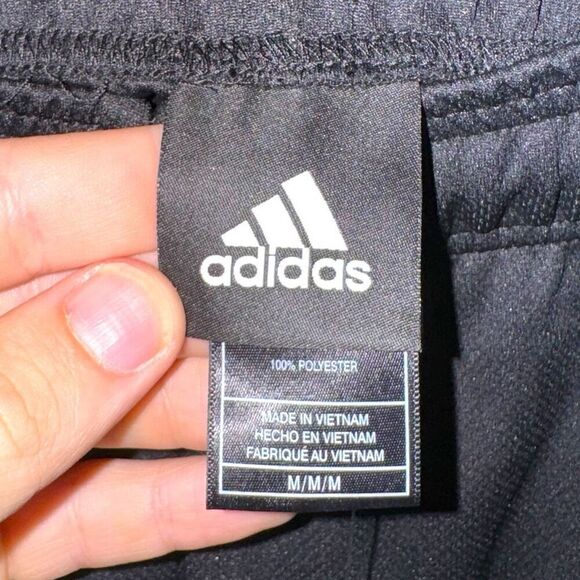 adidas
100% POLYESTER
MADE IN VIETNAM
HECHO EN VIETNAM
FABRIQUÉ AU VIETNAM
M/M/M